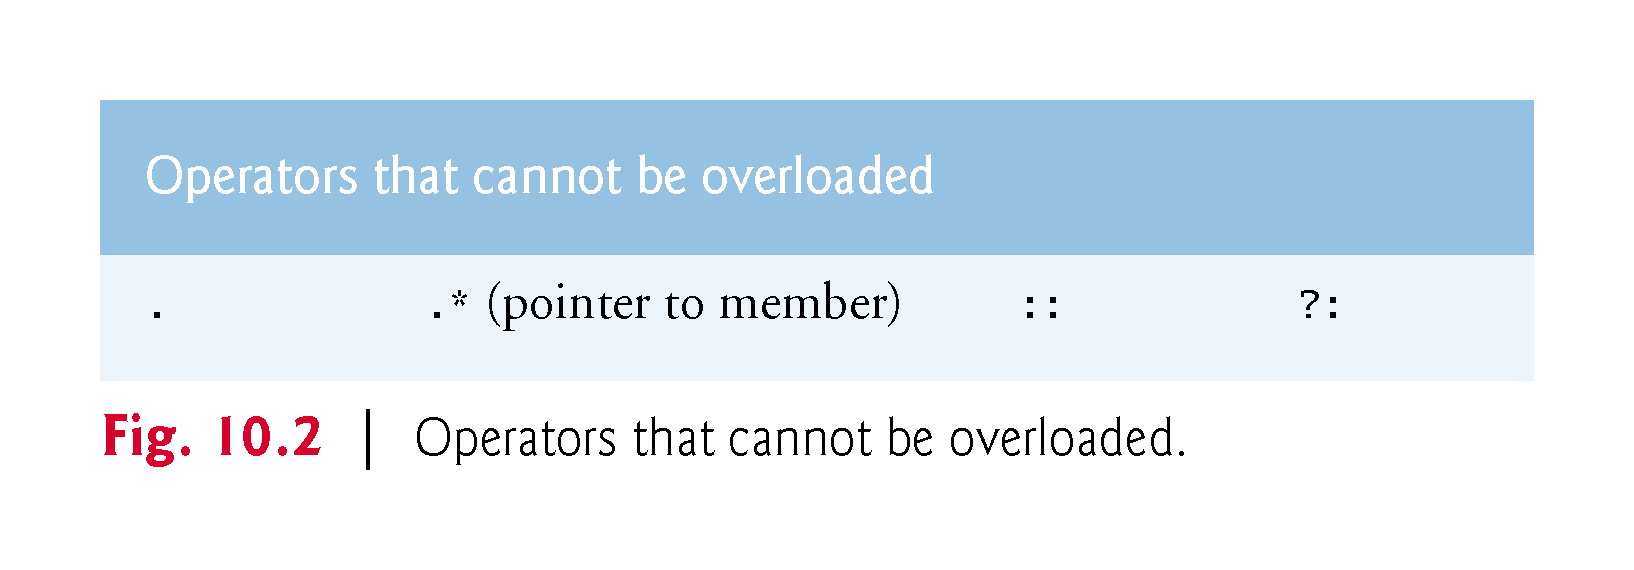 Operators that cannot be overloaded
. .* (pointer to member) :: ?:
Fig. 10.2 | Operators that cannot be overloaded.